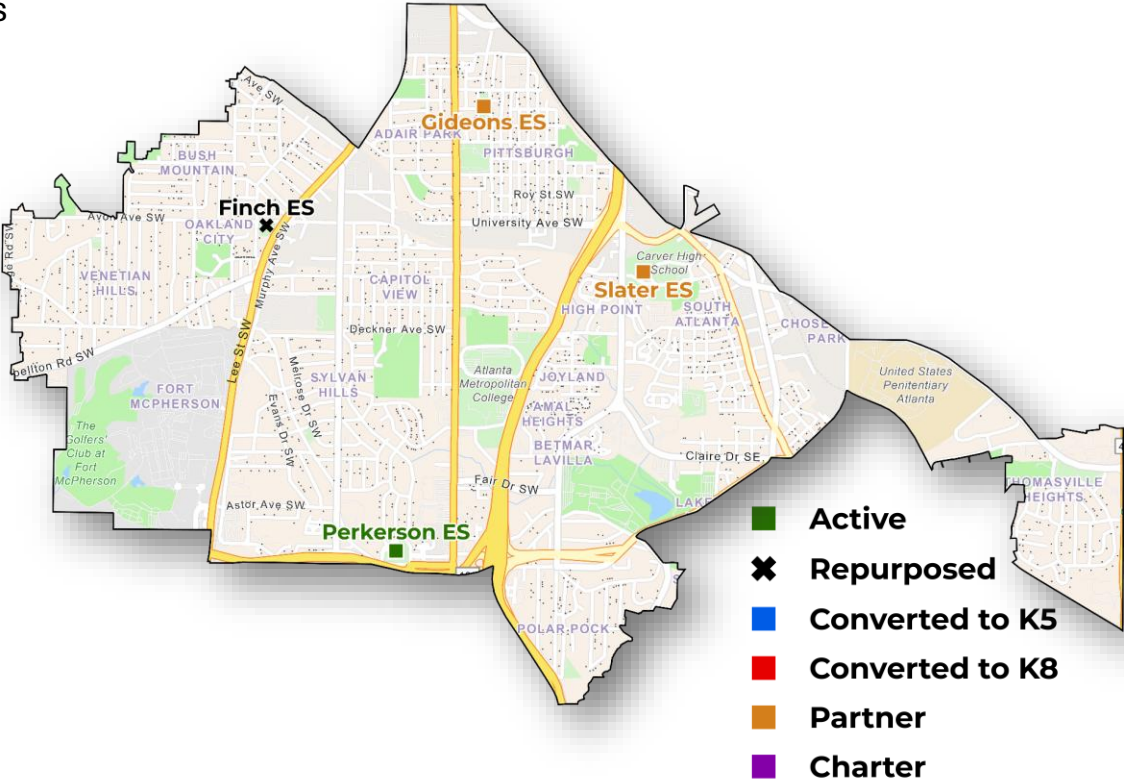 s
Ave SW
Gideons ES
ADAIR PARK
PITTSBURGH
BUSH
MOUNTAIN
Roy St SW
Finch ES
University Ave SW
Ave SW
OAKLAND
CITY
Murphy Ave SW
Carver High
School
VENETIAN
HILLS
CAPITOL
VIEW
Slater ES
HIGH POINT
SOUTH
ATLANTA
Deckner Ave SW
PARK
Lee St SW
Rd SW
Melrose Dr SW
Atlanta
Metropolitan
College
JOYLAND
United States
Penitentiary
Atlanta
FORT
MCPHERSON
SYLVAN
HILLS
Evans Dr SW
AMAL
HEIGHTS
The
Golfers'
Club at
Fort
McPherson
BETMAR
LAVILLA
Claire Dr SE
Fair Dr SW
THOMASVILLE
HEIGHTS
Astor Ave SW
LAKE
Perkerson ES
POLAR ROCK
Active
Repurposed
Converted to K5
Converted to K8
Partner
Charter